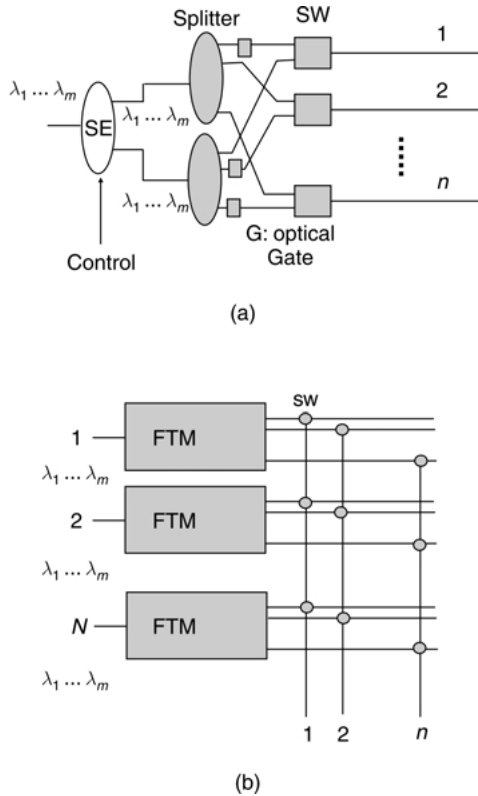 Splitter
SW
1
λ1 ... λm
SE
λ1 ... λm
2
λ1 ... λm
n
G: optical
Gate
Control
(a)
sw
1
FTM
λ1 ... λm
2
FTM
λ1 ... λm
N
FTM
λ1 ... λm
1 2 n
(b)